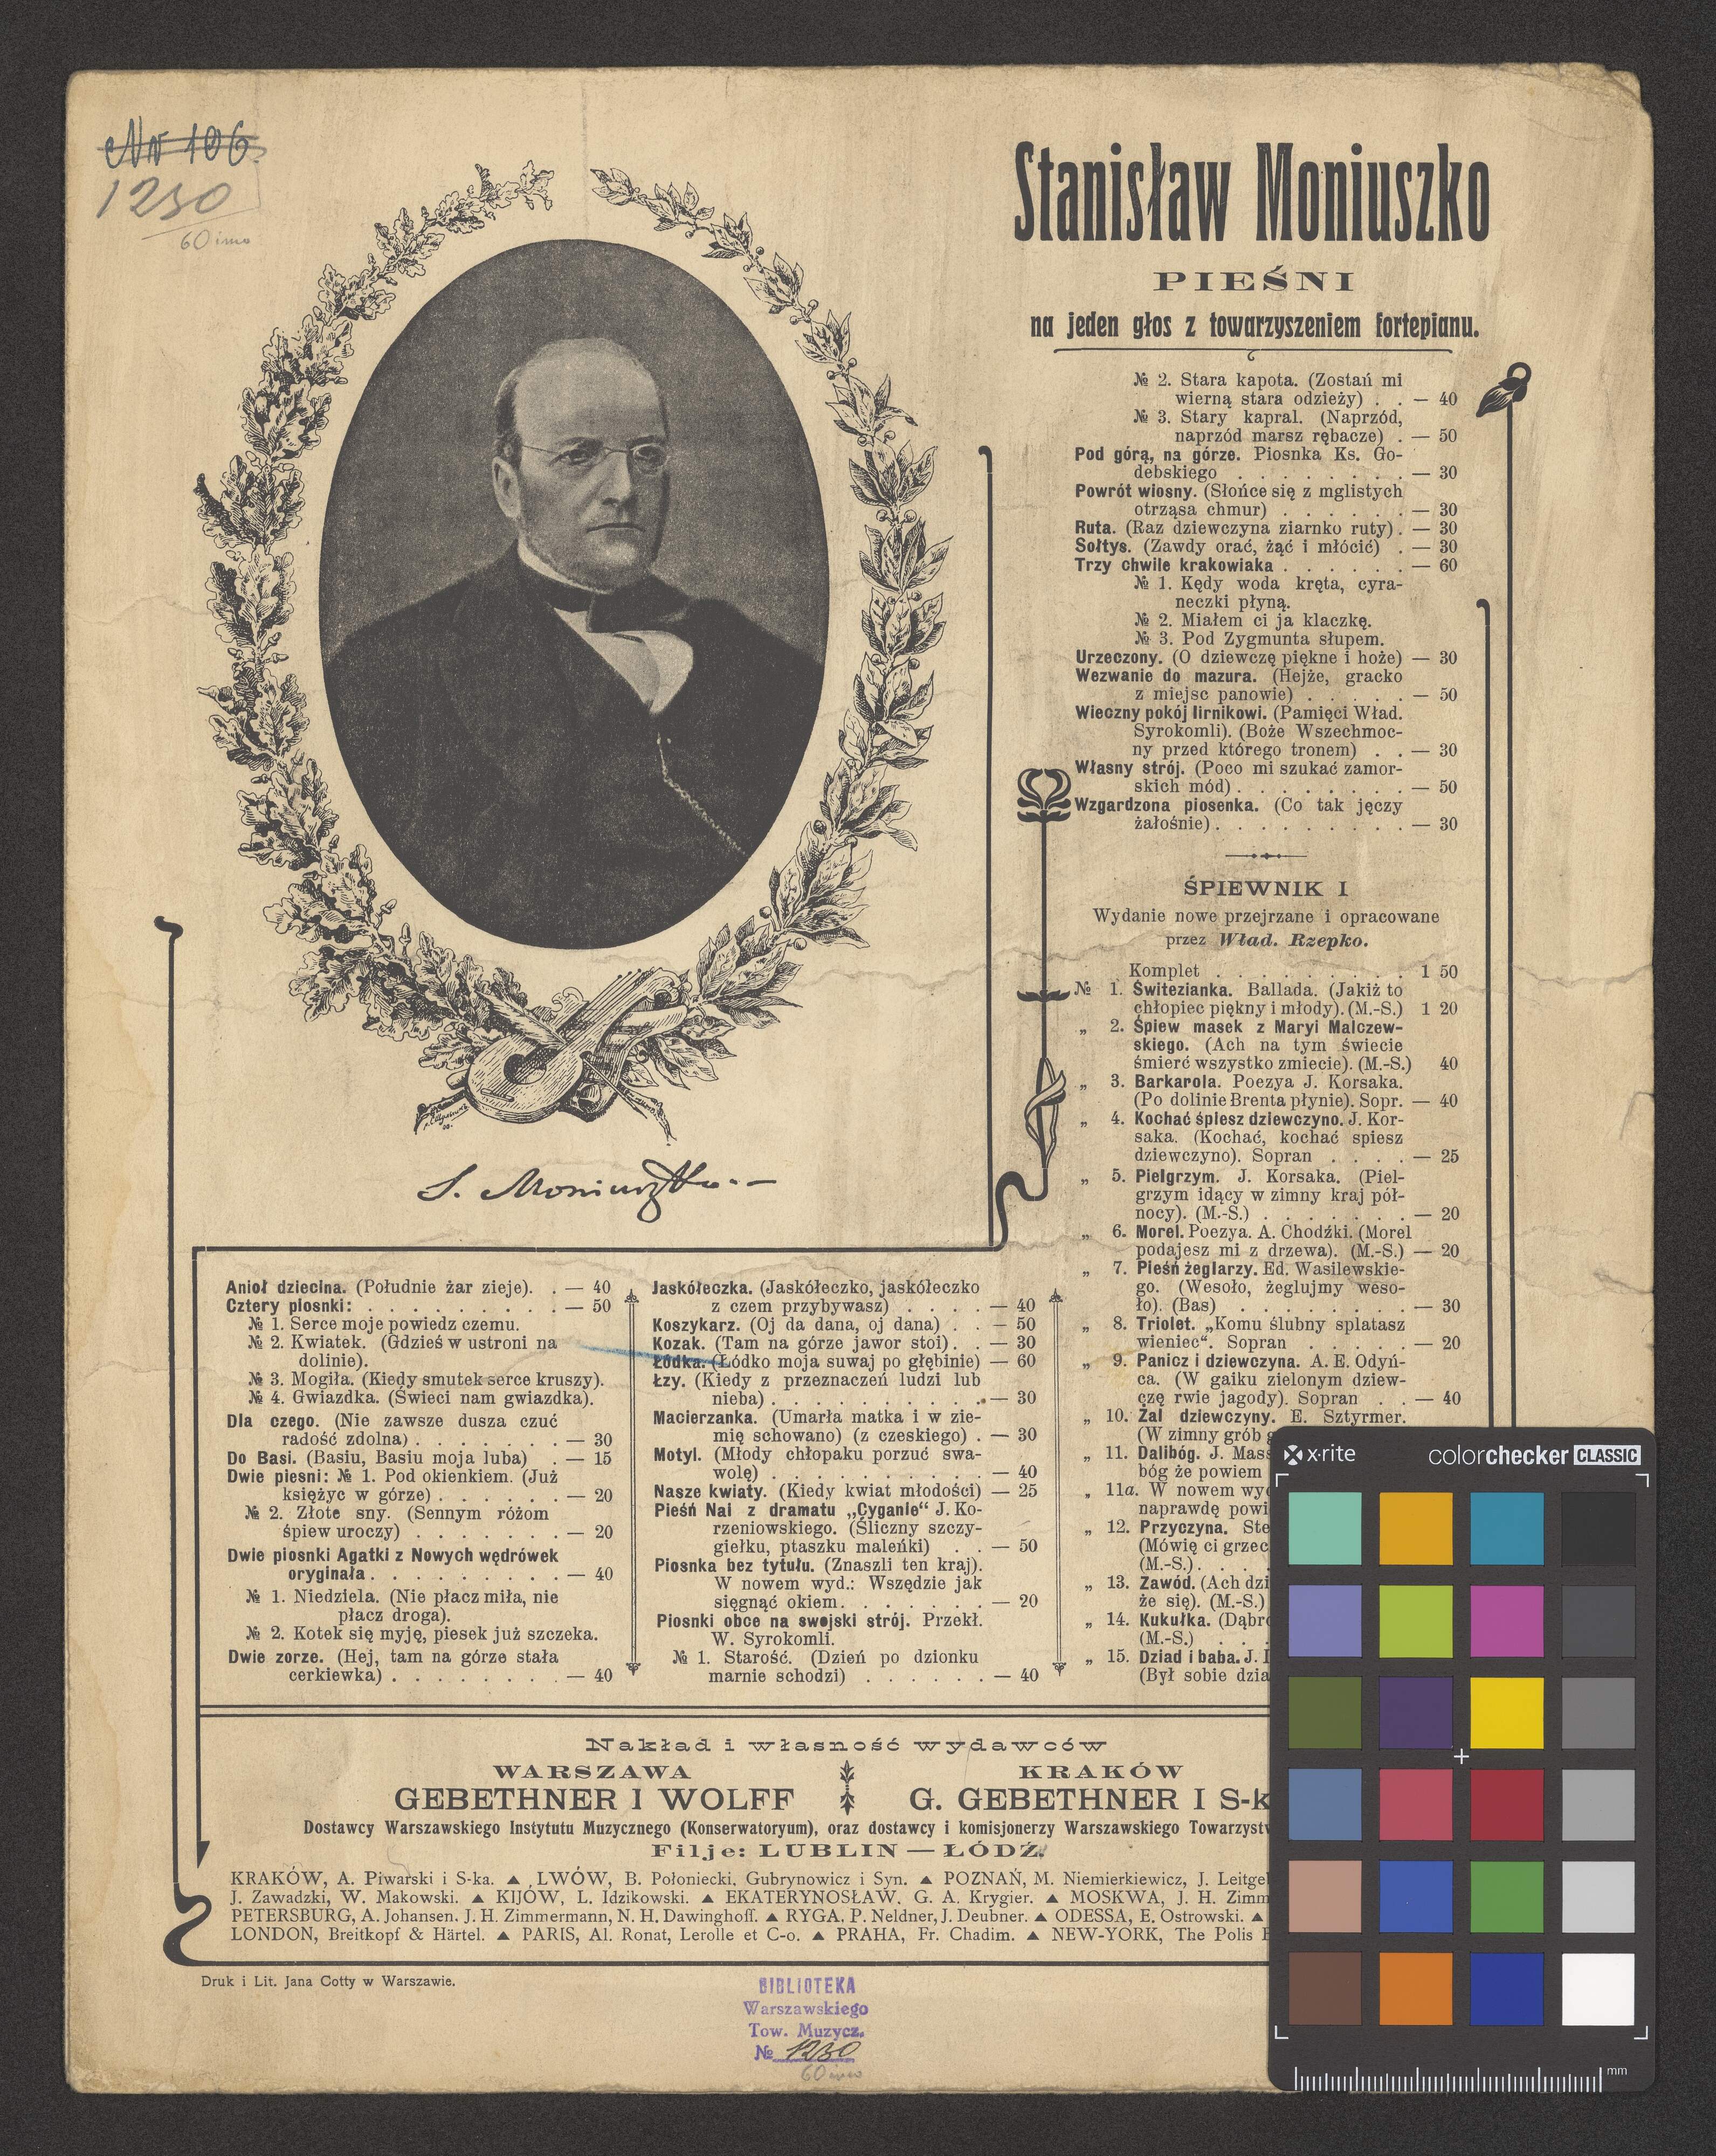 Nr 106.
1230
60
Stanisław Moniuszko
PIEŚNI
na jeden głos z towarzyszeniem fortepianu.
S. Moniuszko
Anioł dziecina. (Południe żar zieje). . — 40
Cztery piosnki: . . . . . . . . . . — 50
№ 1. Serce moje powiedz czemu.
№ 2. Kwiatek. (Gdzieś w ustroni na
dolinie).
№ 3. Mogiła. (Kiedy smutek serce kruszy).
№ 4. Gwiazdka. (Świeci nam gwiazdka).
Dla czego. (Nie zawsze dusza czuć
radość zdolna) . . . . . . . — 30
Do Basi. (Basiu, Basiu moja luba) . — 15
Dwie pieśni: № 1. Pod okienkiem. (Już
księżyc w górze) . . . . . . — 20
№ 2. Złote sny. (Sennym różom
śpiew uroczy) . . . . . . . — 20
Dwie piosnki Agatki z Nowych wędrówek
oryginała . . . . . . . . . — 40
№ 1. Niedziela. (Nie płacz miła, nie
płacz droga).
№ 2. Kotek się myję, piesek już szczeka.
Dwie zorze. (Hej, tam na górze stała
cerkiewka) . . . . . . . . — 40
Jaskółeczka. (Jaskółeczko, jaskółeczko
z czem przybywasz) . . . . — 40
Koszykarz. (Oj da dana, oj dana) . . — 50
Kozak. (Tam na górze jawor stoi) . . — 30
Łódka. (Łódko moja suwaj po głębinie) — 60
Łzy. (Kiedy z przeznaczeń ludzi lub
nieba) . . . . . . . . . . — 30
Macierzanka. (Umarła matka i w zie-
mię schowano) (z czeskiego) . — 30
Motyl. (Młody chłopaku porzuć swa-
wolę) . . . . . . . . . . — 40
Nasze kwiaty. (Kiedy kwiat młodości) — 25
Pieśń Nai z dramatu „Cyganie“ J. Ko-
rzeniowskiego. (Śliczny szczy-
giełku, ptaszku maleńki) . . — 50
Piosnka bez tytułu. (Znaszli ten kraj).
W nowem wyd.: Wszędzie jak
sięgnąć okiem. . . . . . . — 20
Piosnki obce na swojski strój. Przekł.
W. Syrokomli.
№ 1. Starość. (Dzień po dzionku
marnie schodzi) . . . . . . — 40
№ 2. Stara kapota. (Zostań mi
wierną stara odzieży) . . — 40
№ 3. Stary kapral. (Naprzód,
naprzód marsz rębacze) . — 50
Pod górą, na górze. Piosnka Ks. Go-
debskiego . . . . . . . . — 30
Powrót wiosny. (Słońce się z mglistych
otrząsa chmur) . . . . . . — 30
Ruta. (Raz dziewczyna ziarnko ruty) . — 30
Sołtys. (Zawdy orać, żąć i młócić) . — 30
Trzy chwile krakowiaka . . . . . . — 60
№ 1. Kędy woda kręta, cyra-
neczki płyną.
№ 2. Miałem ci ja klaczkę.
№ 3. Pod Zygmunta słupem.
Urzeczony. (O dziewczę piękne i hoże) — 30
Wezwanie do mazura. (Hejże, gracko
z miejsc panowie) . . . . . — 50
Wieczny pokój lirnikowi. (Pamięci Wład.
Syrokomli). (Boże Wszechmoc-
ny przed którego tronem) . . — 30
Własny strój. (Poco mi szukać zamor-
skich mód) . . . . . . . . — 50
Wzgardzona piosenka. (Co tak jęczy
żałośnie) . . . . . . . . . — 30
ŚPIEWNIK I
Wydanie nowe przejrzane i opracowane
przez Wład. Rzepko.
Komplet . . . . . . . . . . 1 50
№ 1. Świtezianka. Ballada. (Jakiż to
chłopiec piękny i młody). (M.-S.) 1 20
„ 2. Śpiew masek z Maryi Malczew-
skiego. (Ach na tym świecie
śmierć wszystko zmiecie). (M.-S.) 40
„ 3. Barkarola. Poezya J. Korsaka.
(Po dolinie Brenta płynie). Sopr. — 40
„ 4. Kochać śpiesz dziewczyno. J. Kor-
saka. (Kochać, kochać spiesz
dziewczyno). Sopran . . . . — 25
„ 5. Pielgrzym. J. Korsaka. (Piel-
grzym idący w zimny kraj pół-
nocy). (M.-S.) . . . . . . . — 20
„ 6. Morel. Poezya. A. Chodźki. (Morel
podajesz mi z drzewa). (M.-S.) — 20
„ 7. Pieśń żeglarzy. Ed. Wasilewskie-
go. (Wesoło, żeglujmy weso-
ło). (Bas) . . . . . . . . — 30
„ 8. Triolet. „Komu ślubny splatasz
wieniec“. Sopran . . . . . — 20
„ 9. Panicz i dziewczyna. A. E. Odyń-
ca. (W gaiku zielonym dziew-
czę rwie jagody). Sopran . . — 40
„ 10. Żal dziewczyny. E. Sztyrmer.
(W zimny grób
„ 11. Dalibóg. J. Mass
bóg że powiem
„ 11a. W nowem wy
naprawdę powi
„ 12. Przyczyna. Ste
(Mówię ci grzec
(M.-S.) . . . .
„ 13. Zawód. (Ach dzi
że się). (M.-S.)
„ 14. Kukułka. (Dąbro
(M.-S.) . . .
„ 15. Dziad i baba. J. I
(Był sobie dzia
Nakład i własność wydawców
WARSZAWA
GEBETHNER I WOLFF
KRAKÓW
G. GEBETHNER I S-k
Dostawcy Warszawskiego Instytutu Muzycznego (Konserwatoryum), oraz dostawcy i komisjonerzy Warszawskiego Towarzystw
Filje: LUBLIN — ŁÓDŹ.
KRAKÓW, A. Piwarski i S-ka. ▲ LWÓW, B. Połoniecki, Gubrynowicz i Syn. ▲ POZNAŃ, M. Niemierkiewicz, J. Leitgel
J. Zawadzki, W. Makowski. ▲ KIJÓW, L. Idzikowski. ▲ EKATERYNOSŁAW. G. A. Krygier. ▲ MOSKWA, J. H. Zimm
PETERSBURG, A. Johansen. J. H. Zimmermann, N. H. Dawinghoff. ▲ RYGA, P. Neldner, J. Deubner. ▲ ODESSA, E. Ostrowski. ▲
LONDON, Breitkopf & Härtel. ▲ PARIS, Al. Ronat, Lerolle et C-o. ▲ PRAHA, Fr. Chadim. ▲ NEW-YORK, The Polis
Druk i Lit. Jana Cotty w Warszawie.
BIBLIOTEKA
Warszawskiego
Tow. Muzycz.
№ 1230
60
x·rite colorchecker CLASSIC
mm